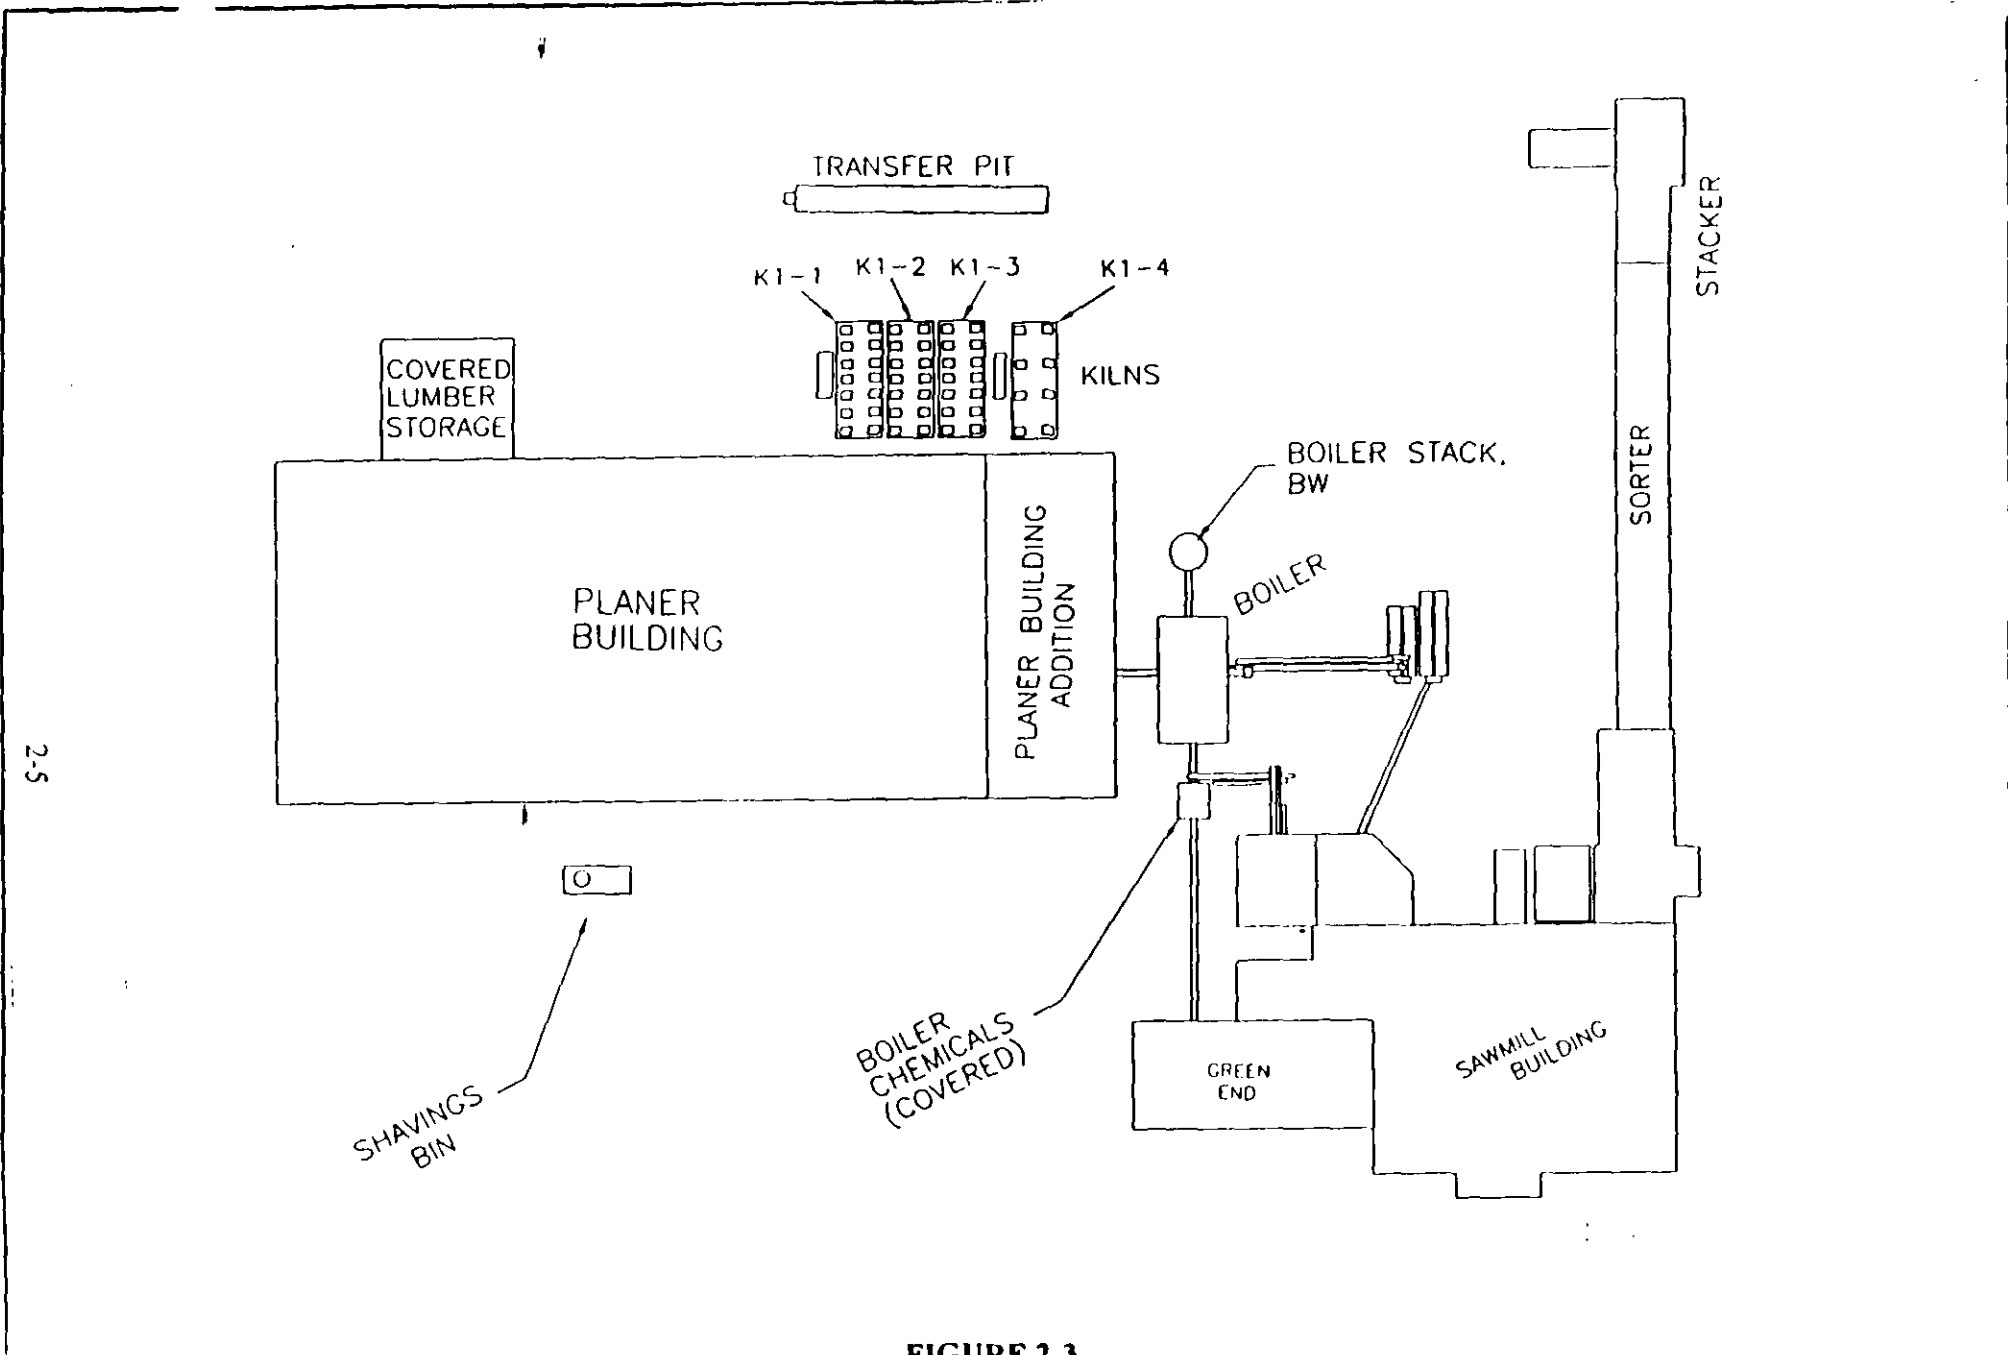 TRANSFER PIT
K1-1
K1-2
K1-3
K1-4
KILNS
STACKER
COVERED
LUMBER
STORAGE
BOILER STACK,
BW
SORTER
PLANER
BUILDING
PLANER BUILDING
ADDITION
BOILER
2-5
SHAVINGS
BIN
BOILER
CHEMICALS
(COVERED)
GREEN
END
SAWMILL
BUILDING
FIGURE 2-3